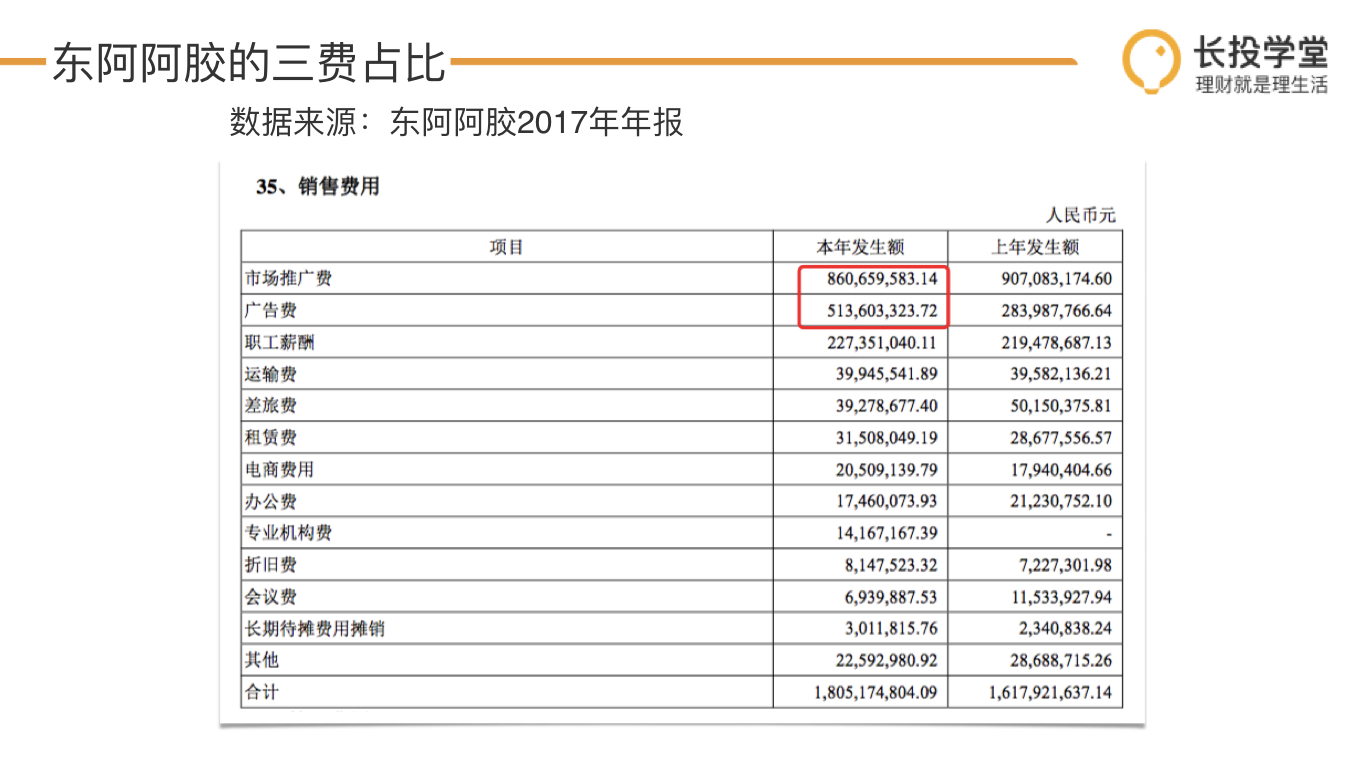 东阿阿胶的三费占比
长投学堂
理财就是理生活
数据来源：东阿阿胶2017年年报
35、销售费用
人民币元
项目 本年发生额 上年发生额
市场推广费 860,659,583.14 907,083,174.60
广告费 513,603,323.72 283,987,766.64
职工薪酬 227,351,040.11 219,478,687.13
运输费 39,945,541.89 39,582,136.21
差旅费 39,278,677.40 50,150,375.81
租赁费 31,508,049.19 28,677,556.57
电商费用 20,509,139.79 17,940,404.66
办公费 17,460,073.93 21,230,752.10
专业机构费 14,167,167.39 -
折旧费 8,147,523.32 7,227,301.98
会议费 6,939,887.53 11,533,927.94
长期待摊费用摊销 3,011,815.76 2,340,838.24
其他 22,592,980.92 28,688,715.26
合计 1,805,174,804.09 1,617,921,637.14